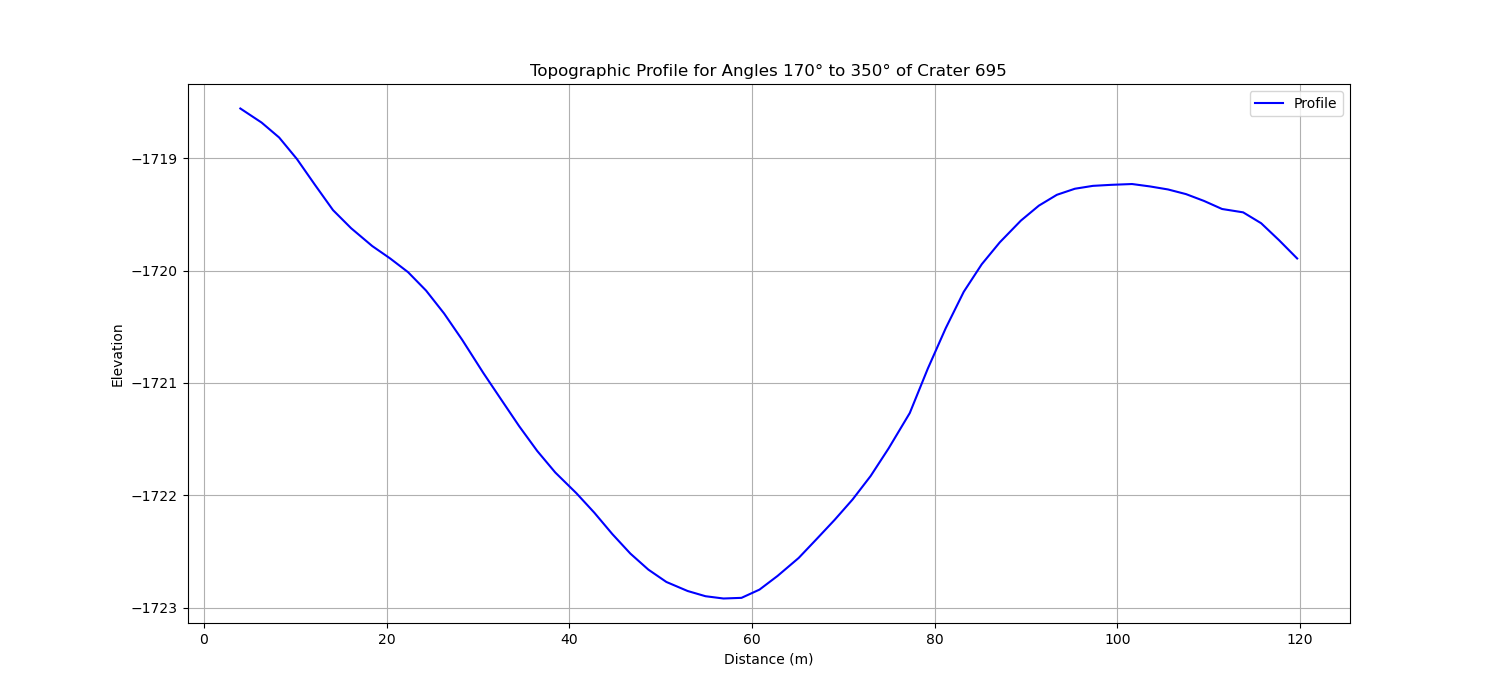 Topographic Profile for Angles 170° to 350° of Crater 695
Profile
−1719
−1720
−1721
−1722
−1723
Elevation
0 20 40 60 80 100 120
Distance (m)